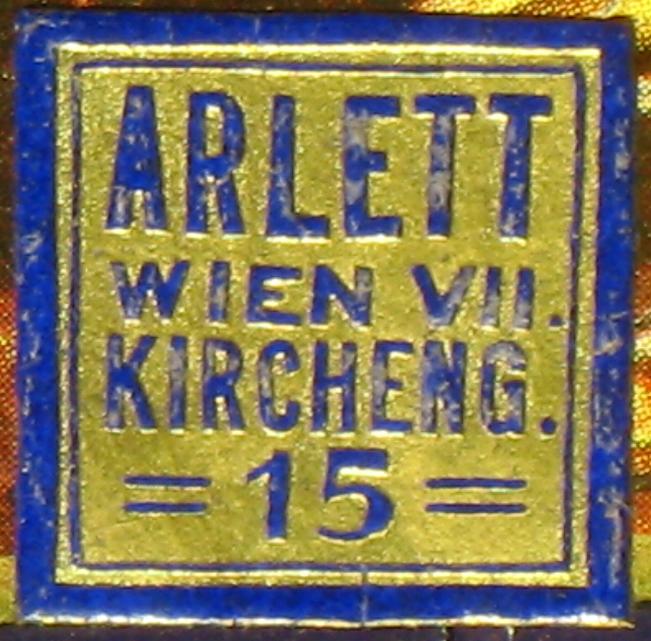 ARLETT
WIEN VII.
KIRCHENG.
= 15 =